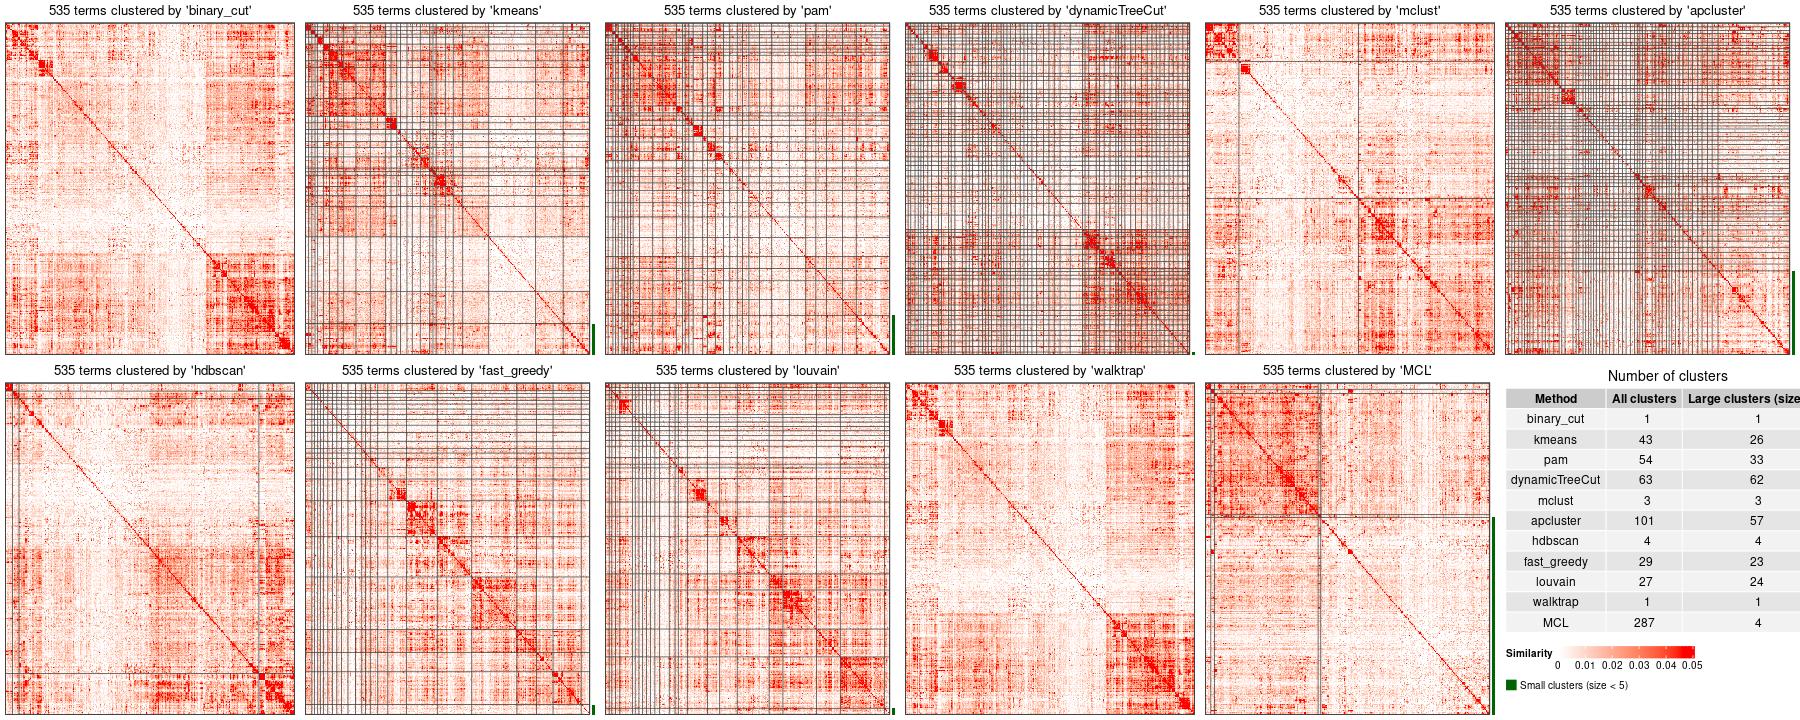 535 terms clustered by 'binary_cut'
535 terms clustered by 'kmeans'
535 terms clustered by 'pam'
535 terms clustered by 'dynamicTreeCut'
535 terms clustered by 'mclust'
535 terms clustered by 'apcluster'
535 terms clustered by 'hdbscan'
535 terms clustered by 'fast_greedy'
535 terms clustered by 'louvain'
535 terms clustered by 'walktrap'
535 terms clustered by 'MCL'
Number of clusters
Method All clusters Large clusters (size
binary_cut 1 1
kmeans 43 26
pam 54 33
dynamicTreeCut 63 62
mclust 3 3
apcluster 101 57
hdbscan 4 4
fast_greedy 29 23
louvain 27 24
walktrap 1 1
MCL 287 4
Similarity
0 0.01 0.02 0.03 0.04 0.05
Small clusters (size < 5)